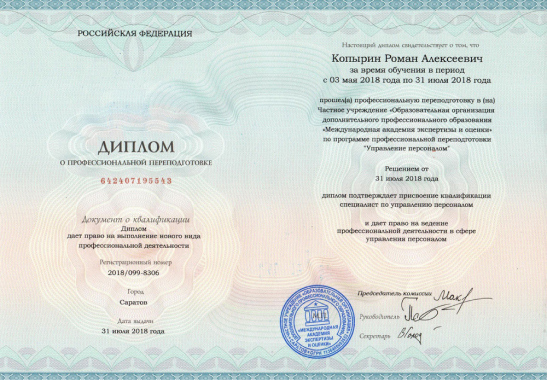 РОССИЙСКАЯ ФЕДЕРАЦИЯ
ДИПЛОМ
О ПРОФЕССИОНАЛЬНОЙ ПЕРЕПОДГОТОВКЕ
642407195543
Документ о квалификации
Диплом
дает право на выполнение нового вида
профессиональной деятельности
Регистрационный номер
2018/099-8306
Город
Саратов
Дата выдачи
31 июля 2018 года
Настоящий диплом свидетельствует о том, что
Копырин Роман Алексеевич
за время обучения в период
с 03 мая 2018 года по 31 июля 2018 года
прошел(а) профессиональную переподготовку в (на)
Частное учреждение «Образовательная организация
дополнительного профессионального образования
«Международная академия экспертизы и оценки»
по программе профессиональной переподготовки
"Управление персоналом"
Решением от
31 июля 2018 года
диплом подтверждает присвоение квалификации
специалист по управлению персоналом
и дает право на ведение
профессиональной деятельности в сфере
управления персоналом
Председатель комиссии
Руководитель
Секретарь
«МЕЖДУНАРОДНАЯ
АКАДЕМИЯ
ЭКСПЕРТИЗЫ
И ОЦЕНКИ»